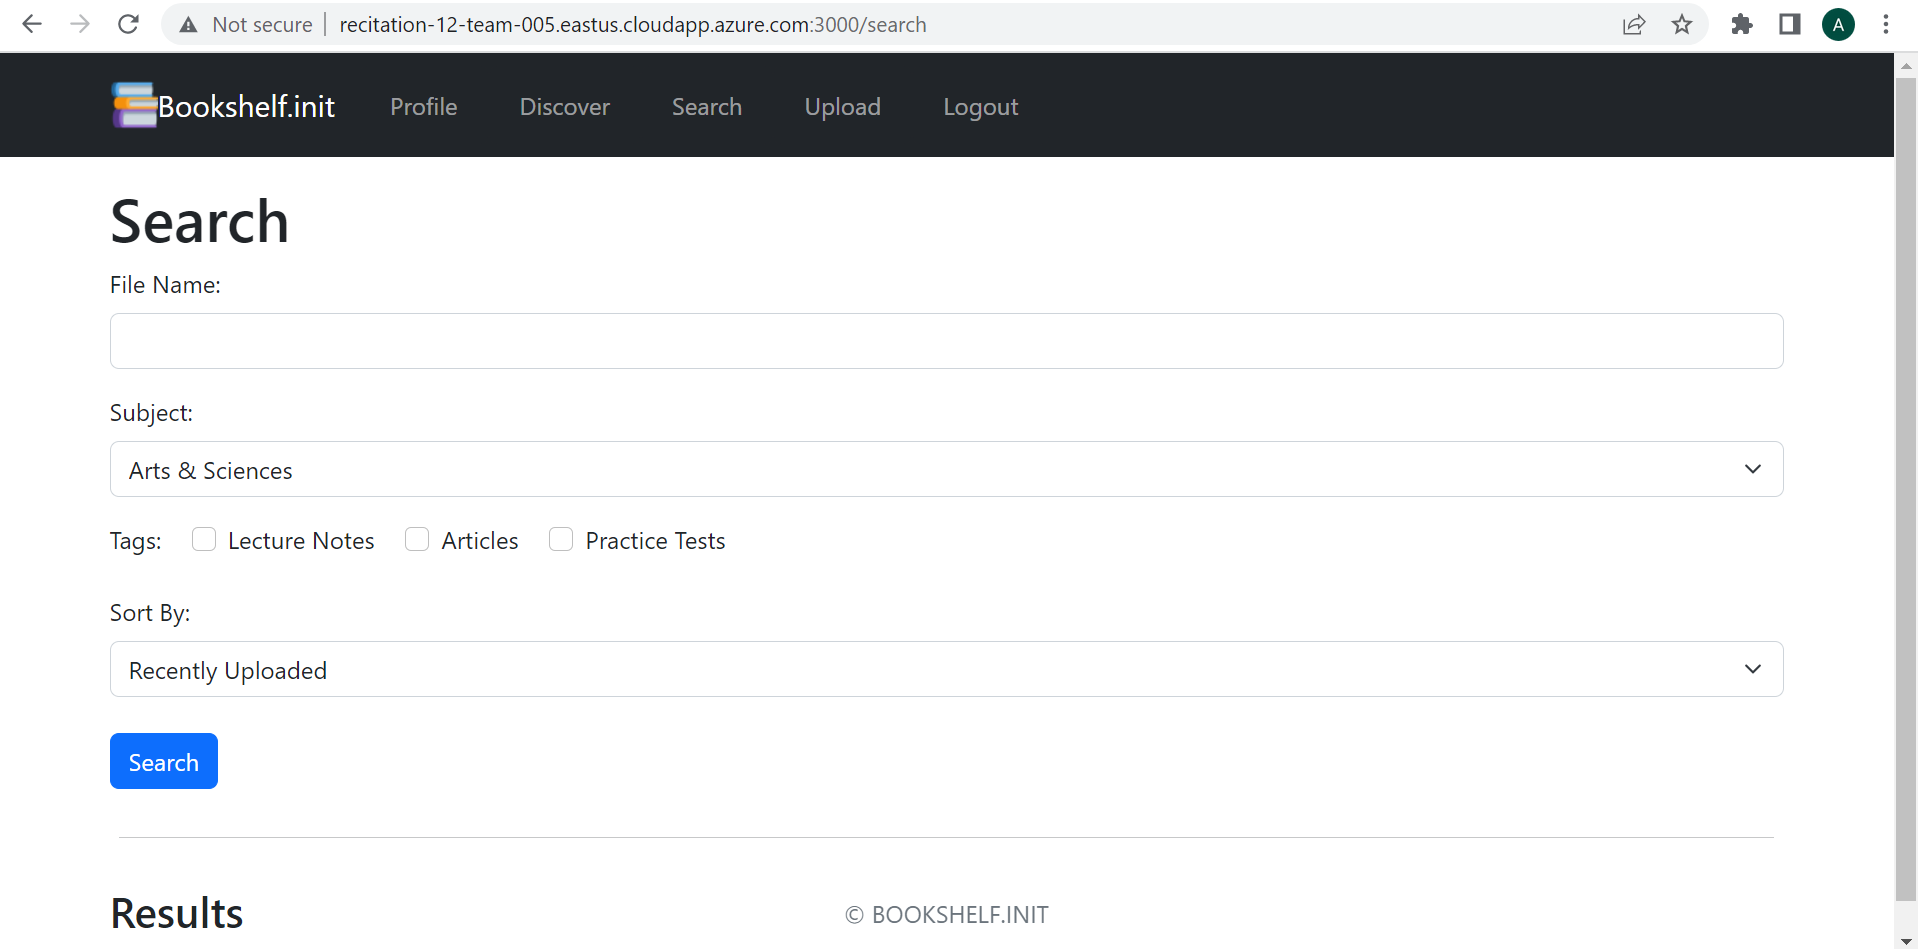 Not secure | recitation-12-team-005.eastus.cloudapp.azure.com:3000/search A
Bookshelf.init Profile Discover Search Upload Logout
Search
File Name:
Subject:
Arts & Sciences
Tags: Lecture Notes Articles Practice Tests
Sort By:
Recently Uploaded
Search
Results
© BOOKSHELF.INIT